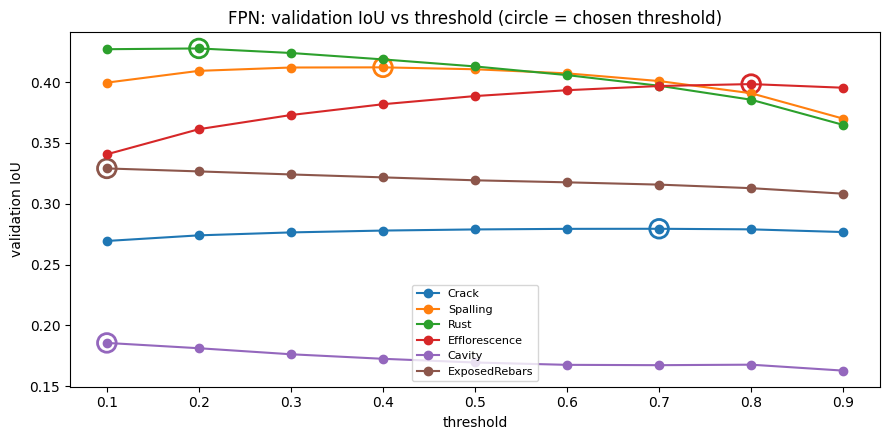 FPN: validation IoU vs threshold (circle = chosen threshold)
validation IoU
0.40
0.35
0.30
0.25
0.20
0.15
Crack
Spalling
Rust
Efflorescence
Cavity
ExposedRebars
0.1 0.2 0.3 0.4 0.5 0.6 0.7 0.8 0.9
threshold